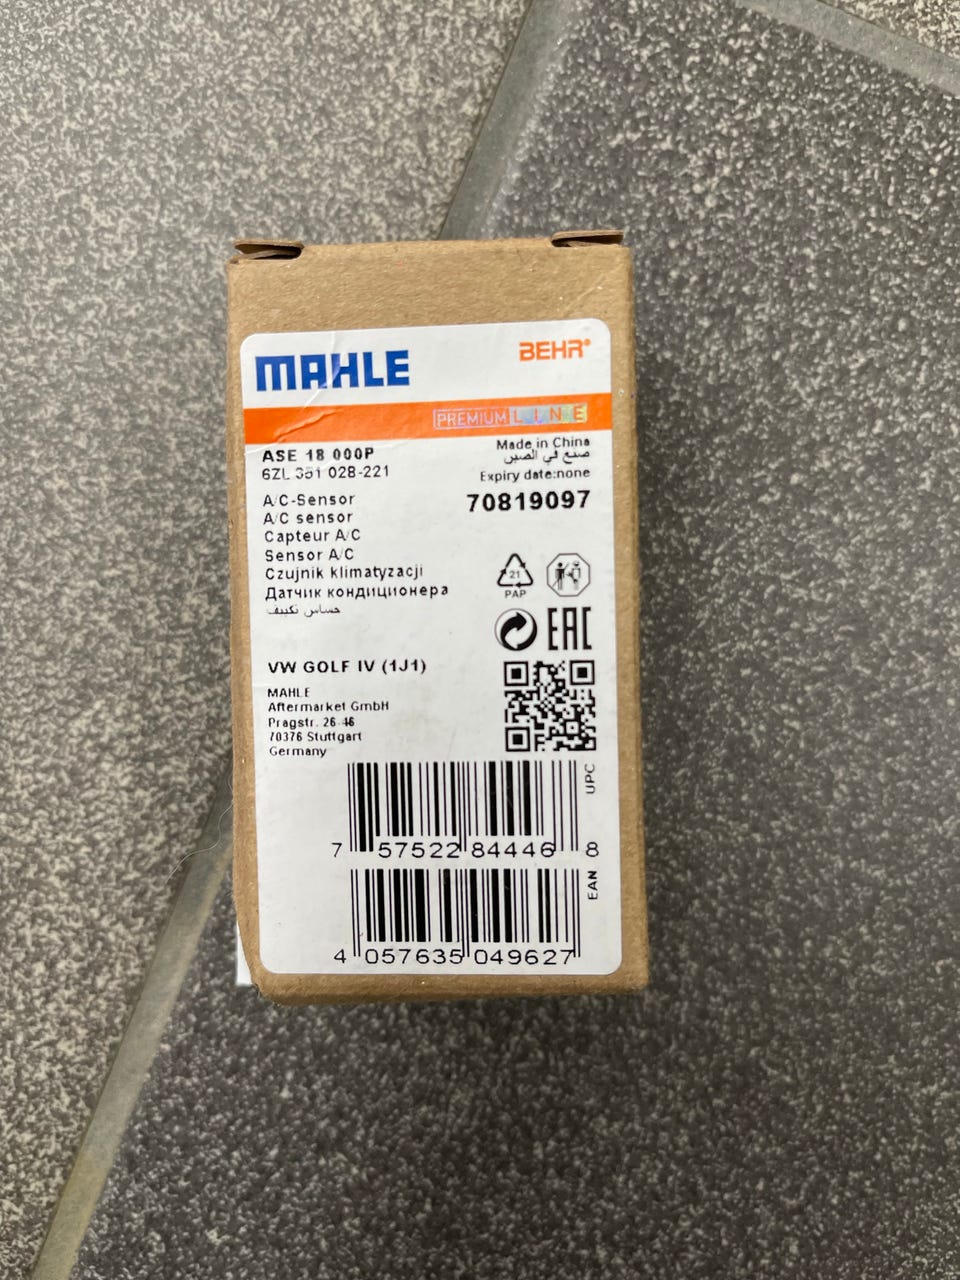 MAHLE
BEHR®
PREMIUM LINE
ASE 18 000P
6ZL 351 028-221
Made in China
صنع في الصين
Expiry date:none
70819097
A/C-Sensor
A/C sensor
Capteur A/C
Sensor A/C
Czujnik klimatyzacji
Датчик кондиционера
حساس تكييف
21
PAP
EAC
VW GOLF IV (1J1)
MAHLE
Aftermarket GmbH
Pragstr. 26-46
70376 Stuttgart
Germany
UPC
7 57522 84446 8
EAN
4 057635 049627